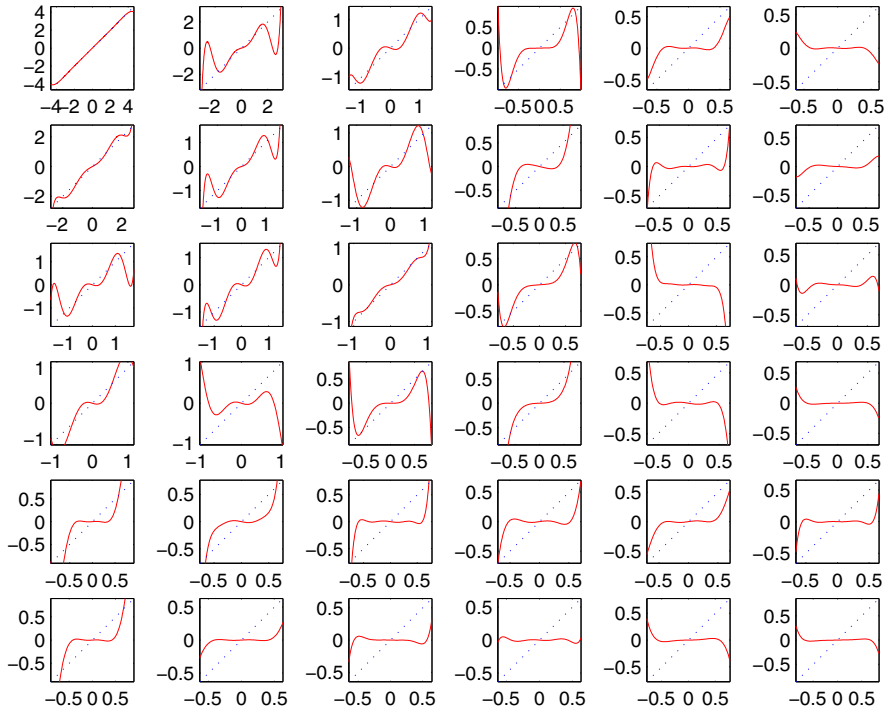 4 2 1 0.5 0.5 0.5
2
0 0 0 0 0 0
−2
−4 −2 −1 −0.5 −0.5 −0.5
−4 −2 0 2 4 −2 0 2 −1 0 1 −0.5 0 0.5 −0.5 0 0.5 −0.5 0 0.5
2 1 1 0.5 0.5 0.5
0 0 0 0 0 0
−2 −1 −1 −0.5 −0.5 −0.5
−2 0 2 −1 0 1 −1 0 1 −0.5 0 0.5 −0.5 0 0.5 −0.5 0 0.5
1 1 1 0.5 0.5 0.5
0 0 0 0 0 0
−1 −1 −1 −0.5 −0.5 −0.5
−1 0 1 −1 0 1 −1 0 1 −0.5 0 0.5 −0.5 0 0.5 −0.5 0 0.5
1 1 0.5 0.5 0.5 0.5
0 0 0 0 0 0
−1 −1 −0.5 −0.5 −0.5 −0.5
−1 0 1 −1 0 1 −0.5 0 0.5 −0.5 0 0.5 −0.5 0 0.5 −0.5 0 0.5
0.5 0.5 0.5 0.5 0.5 0.5
0 0 0 0 0 0
−0.5 −0.5 −0.5 −0.5 −0.5 −0.5
−0.5 0 0.5 −0.5 0 0.5 −0.5 0 0.5 −0.5 0 0.5 −0.5 0 0.5 −0.5 0 0.5
0.5 0.5 0.5 0.5 0.5 0.5
0 0 0 0 0 0
−0.5 −0.5 −0.5 −0.5 −0.5 −0.5
−0.5 0 0.5 −0.5 0 0.5 −0.5 0 0.5 −0.5 0 0.5 −0.5 0 0.5 −0.5 0 0.5